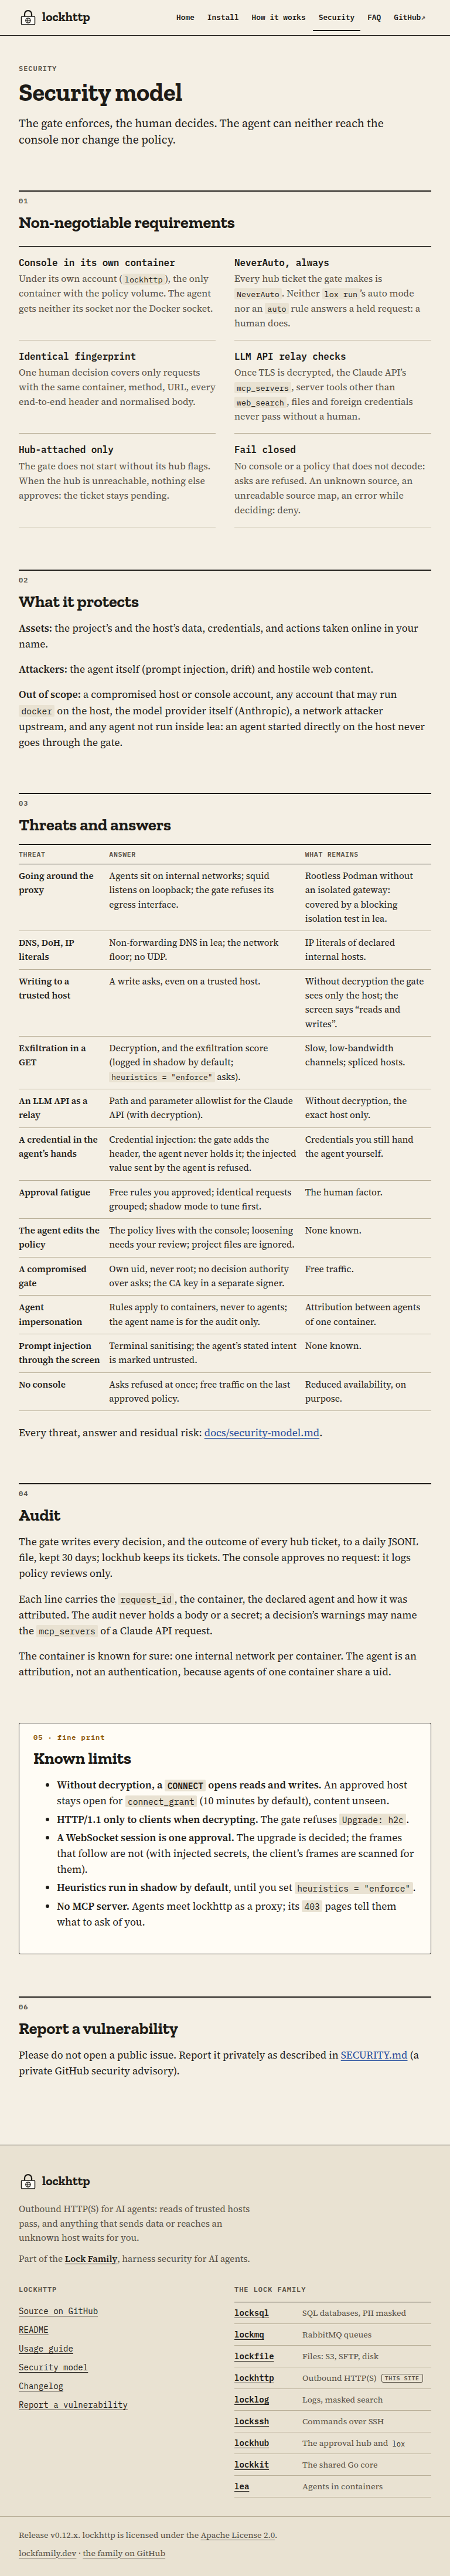 lockhttp
Home Install How it works Security FAQ GitHub↗
SECURITY
Security model
The gate enforces, the human decides. The agent can neither reach the
console nor change the policy.
01
Non-negotiable requirements
Console in its own container
Under its own account (lockhttp), the only
container with the policy volume. The agent
gets neither its socket nor the Docker socket.
NeverAuto, always
Every hub ticket the gate makes is
NeverAuto. Neither lox run's auto mode
nor an auto rule answers a held request: a
human does.
Identical fingerprint
One human decision covers only requests
with the same container, method, URL, every
end-to-end header and normalised body.
LLM API relay checks
Once TLS is decrypted, the Claude API's
mcp_servers, server tools other than
web_search, files and foreign credentials
never pass without a human.
Hub-attached only
The gate does not start without its hub flags.
When the hub is unreachable, nothing else
approves: the ticket stays pending.
Fail closed
No console or a policy that does not decode:
asks are refused. An unknown source, an
unreadable source map, an error while
deciding: deny.
02
What it protects
Assets: the project's and the host's data, credentials, and actions taken online in your
name.
Attackers: the agent itself (prompt injection, drift) and hostile web content.
Out of scope: a compromised host or console account, any account that may run
docker on the host, the model provider itself (Anthropic), a network attacker
upstream, and any agent not run inside lea: an agent started directly on the host never
goes through the gate.
03
Threats and answers
THREAT ANSWER WHAT REMAINS
Going around the
proxy
Agents sit on internal networks; squid
listens on loopback; the gate refuses its
egress interface.
Rootless Podman without
an isolated gateway:
covered by a blocking
isolation test in lea.
DNS, DoH, IP
literals
Non-forwarding DNS in lea; the network
floor; no UDP.
IP literals of declared
internal hosts.
Writing to a
trusted host
A write asks, even on a trusted host.
Without decryption the gate
sees only the host; the
screen says “reads and
writes”.
Exfiltration in a
GET
Decryption, and the exfiltration score
(logged in shadow by default;
heuristics = "enforce" asks).
Slow, low-bandwidth
channels; spliced hosts.
An LLM API as a
relay
Path and parameter allowlist for the Claude
API (with decryption).
Without decryption, the
exact host only.
A credential in the
agent's hands
Credential injection: the gate adds the
header, the agent never holds it; the injected
value sent by the agent is refused.
Credentials you still hand
the agent yourself.
Approval fatigue
Free rules you approved; identical requests
grouped; shadow mode to tune first.
The human factor.
The agent edits the
policy
The policy lives with the console; loosening
needs your review; project files are ignored.
None known.
A compromised
gate
Own uid, never root; no decision authority
over asks; the CA key in a separate signer.
Free traffic.
Agent
impersonation
Rules apply to containers, never to agents;
the agent name is for the audit only.
Attribution between agents
of one container.
Prompt injection
through the screen
Terminal sanitising; the agent's stated intent
is marked untrusted.
None known.
No console
Asks refused at once; free traffic on the last
approved policy.
Reduced availability, on
purpose.
Every threat, answer and residual risk: docs/security-model.md.
04
Audit
The gate writes every decision, and the outcome of every hub ticket, to a daily JSONL
file, kept 30 days; lockhub keeps its tickets. The console approves no request: it logs
policy reviews only.
Each line carries the request_id, the container, the declared agent and how it was
attributed. The audit never holds a body or a secret; a decision's warnings may name
the mcp_servers of a Claude API request.
The container is known for sure: one internal network per container. The agent is an
attribution, not an authentication, because agents of one container share a uid.
05 · fine print
Known limits
• Without decryption, a CONNECT opens reads and writes. An approved host
stays open for connect_grant (10 minutes by default), content unseen.
• HTTP/1.1 only to clients when decrypting. The gate refuses Upgrade: h2c.
• A WebSocket session is one approval. The upgrade is decided; the frames
that follow are not (with injected secrets, the client's frames are scanned for
them).
• Heuristics run in shadow by default, until you set heuristics = "enforce".
• No MCP server. Agents meet lockhttp as a proxy; its 403 pages tell them
what to ask of you.
06
Report a vulnerability
Please do not open a public issue. Report it privately as described in SECURITY.md (a
private GitHub security advisory).
lockhttp
Outbound HTTP(S) for AI agents: reads of trusted hosts
pass, and anything that sends data or reaches an
unknown host waits for you.
Part of the Lock Family, harness security for AI agents.
LOCKHTTP
Source on GitHub
README
Usage guide
Security model
Changelog
Report a vulnerability
THE LOCK FAMILY
locksql SQL databases, PII masked
lockmq RabbitMQ queues
lockfile Files: S3, SFTP, disk
lockhttp Outbound HTTP(S) THIS SITE
locklog Logs, masked search
lockssh Commands over SSH
lockhub The approval hub and lox
lockkit The shared Go core
lea Agents in containers
Release v0.12.x. lockhttp is licensed under the Apache License 2.0.
lockfamily.dev · the family on GitHub